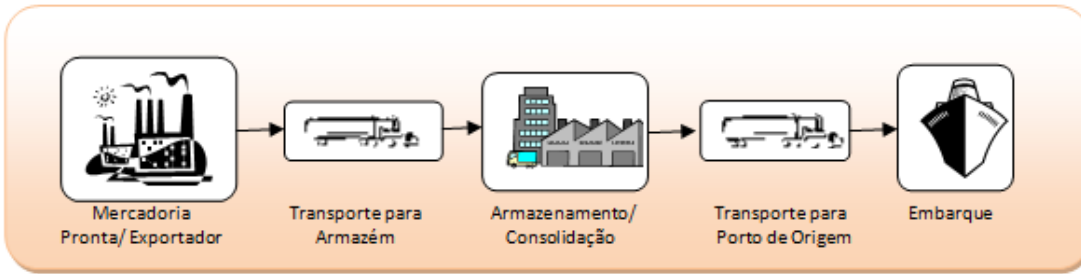 Mercadoria
Pronta/ Exportador
Transporte para
Armazém
Armazenamento/
Consolidação
Transporte para
Porto de Origem
Embarque